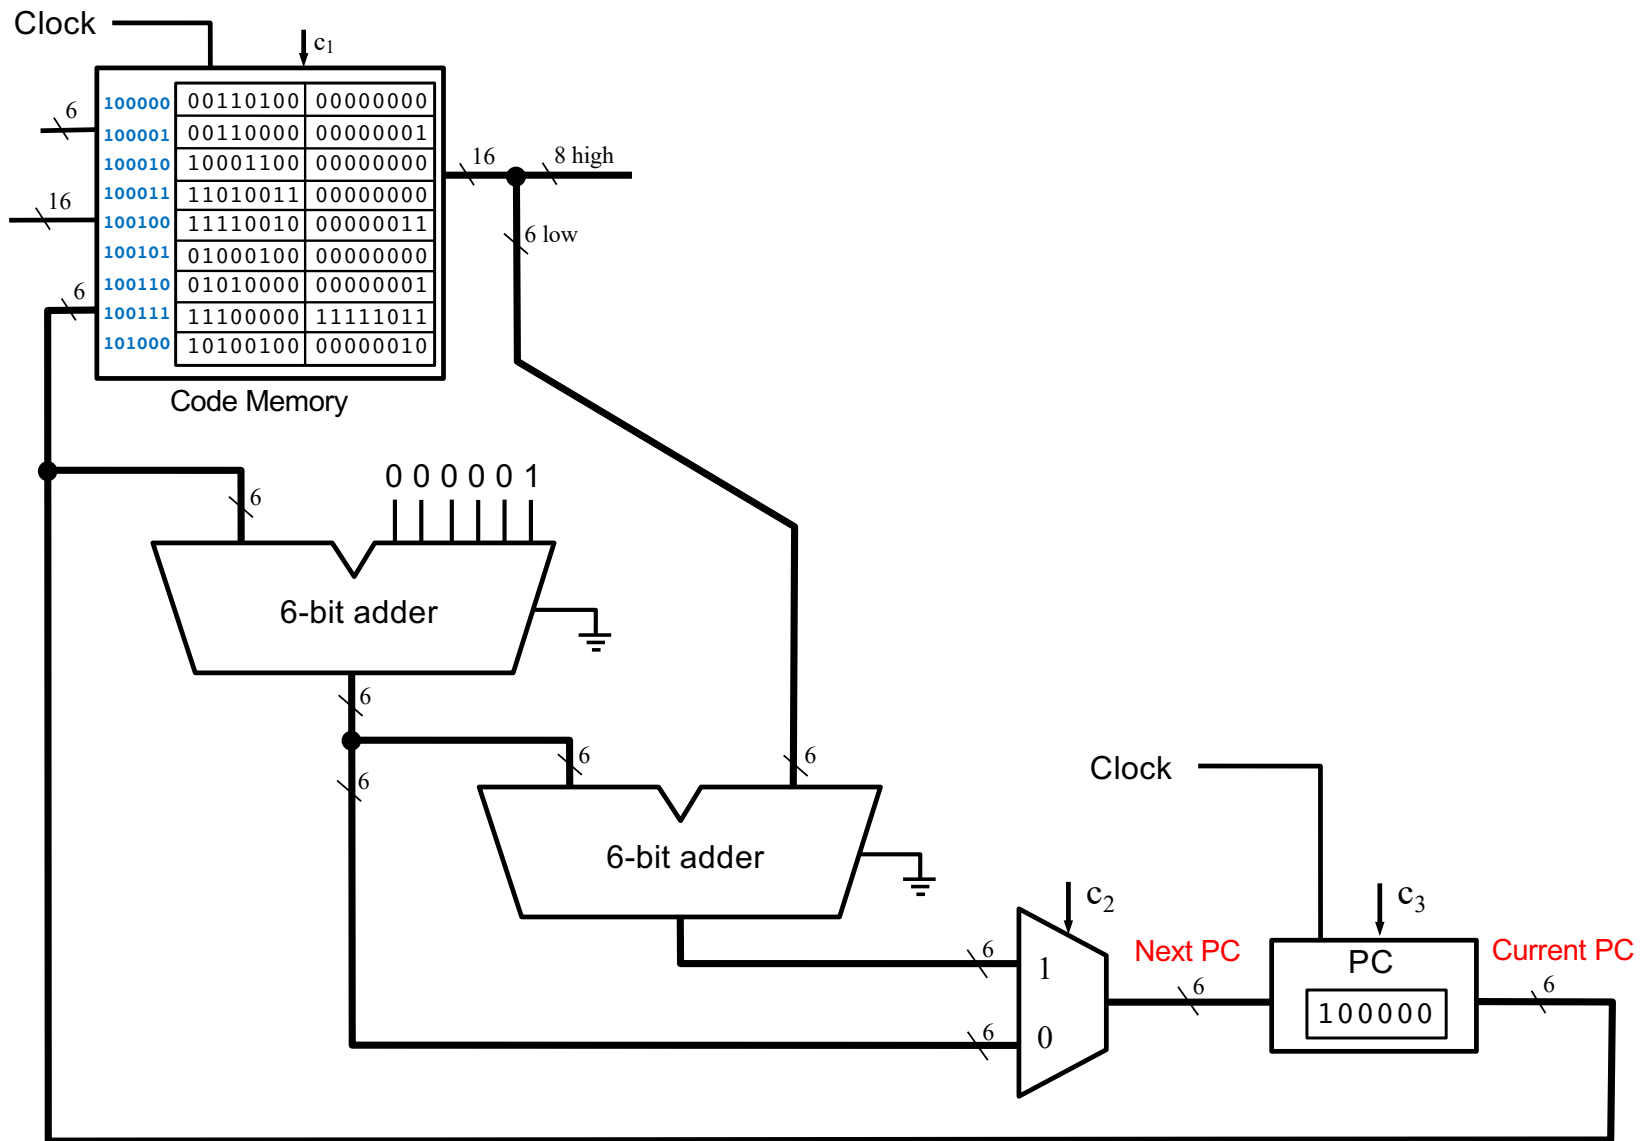 Clock
c1
6
100000 00110100 00000000
100001 00110000 00000001
100010 10001100 00000000
100011 11010011 00000000
100100 11110010 00000011
100101 01000100 00000000
100110 01010000 00000001
100111 11100000 11111011
101000 10100100 00000010
16
6
16
8 high
6 low
Code Memory
0 0 0 0 0 1
6
6-bit adder
6
6
6
6
6-bit adder
Clock
c2
c3
6
1
0
6
Next PC
6
PC
100000
Current PC
6